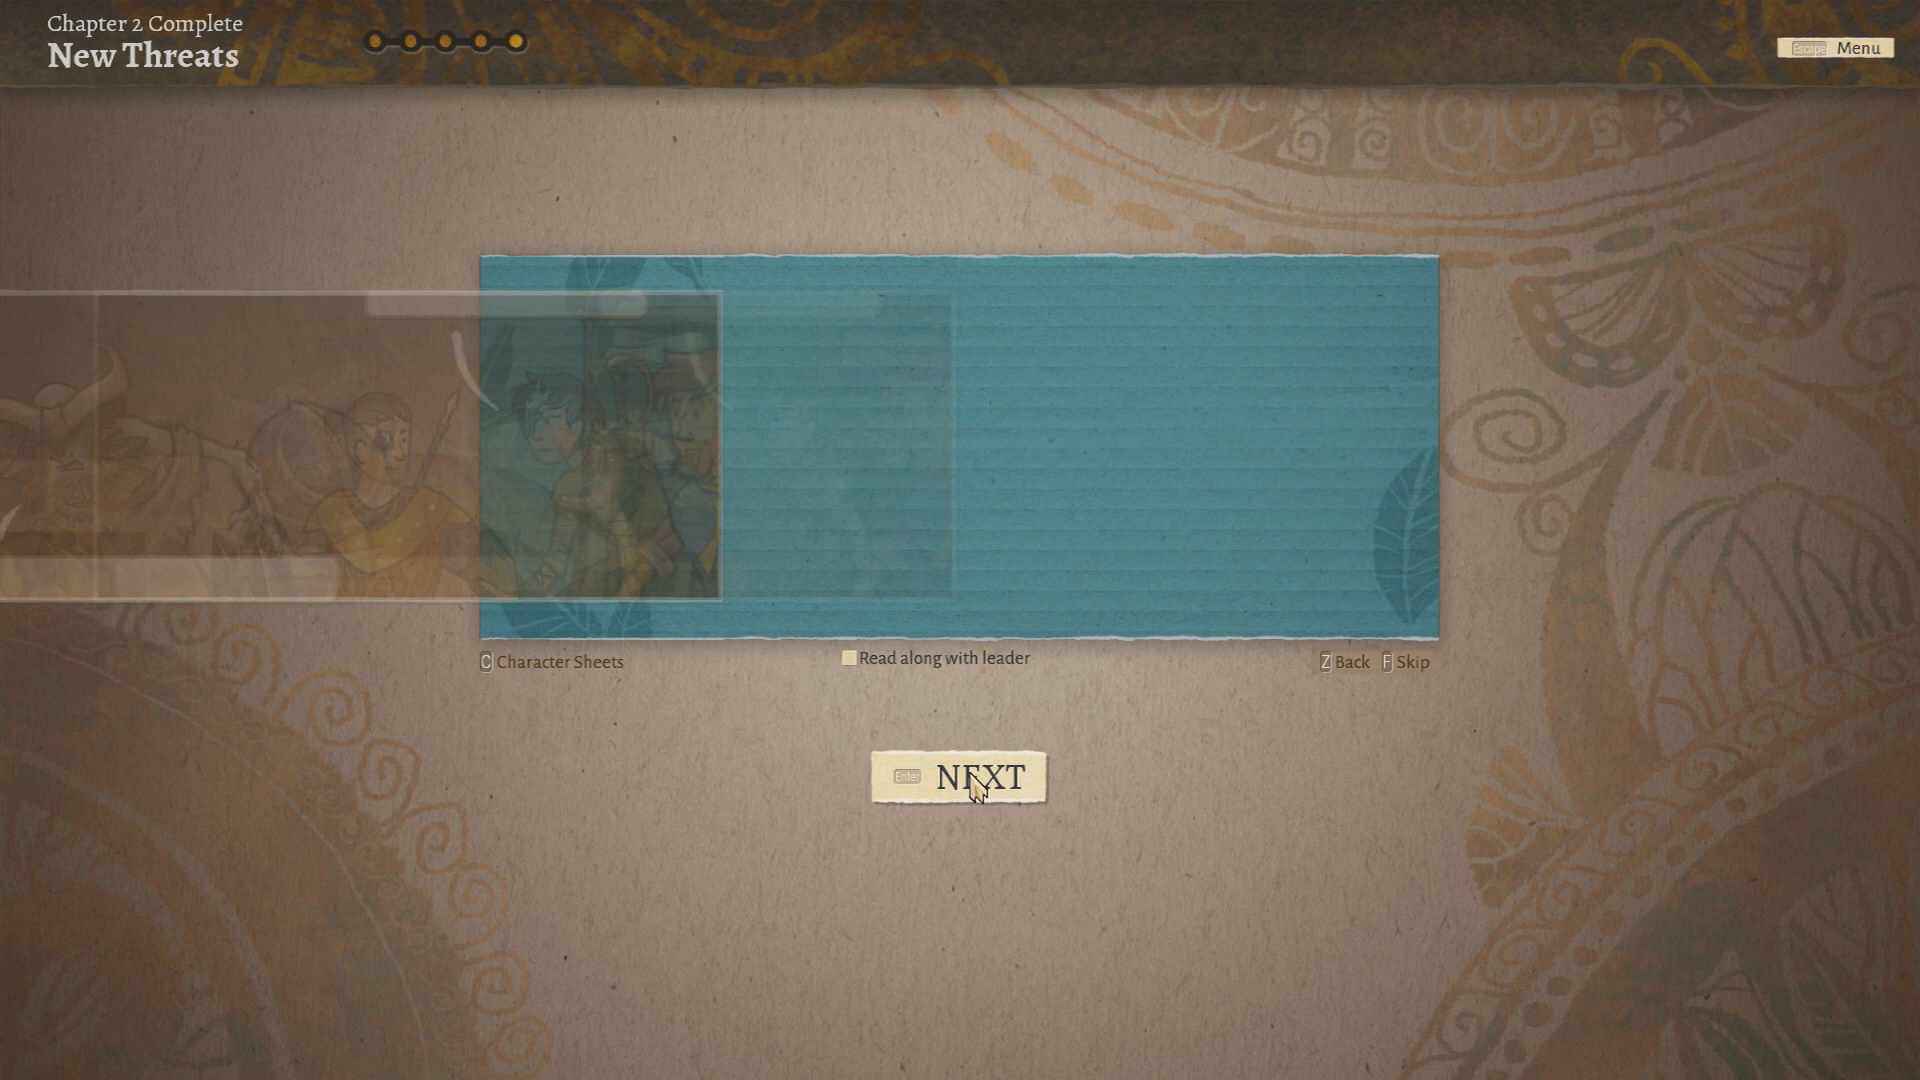 Chapter 2 Complete
New Threats
Escape Menu
C Character Sheets
Read along with leader
Z Back F Skip
Enter NEXT